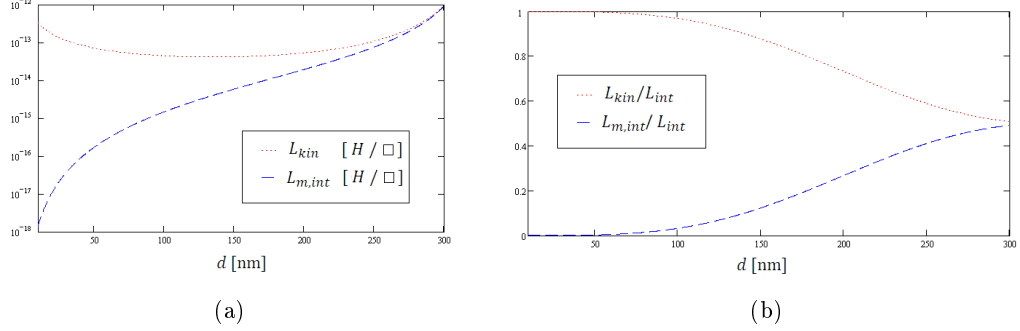 10⁻¹²
10⁻¹³
10⁻¹⁴
10⁻¹⁵
10⁻¹⁶
10⁻¹⁷
10⁻¹⁸
L_kin [H/□]
L_m,int [H/□]
50 100 150 200 250 300
d [nm]
(a)
1
0.8
0.6
0.4
0.2
0
L_kin/L_int
L_m,int/L_int
50 100 150 200 250 300
d [nm]
(b)